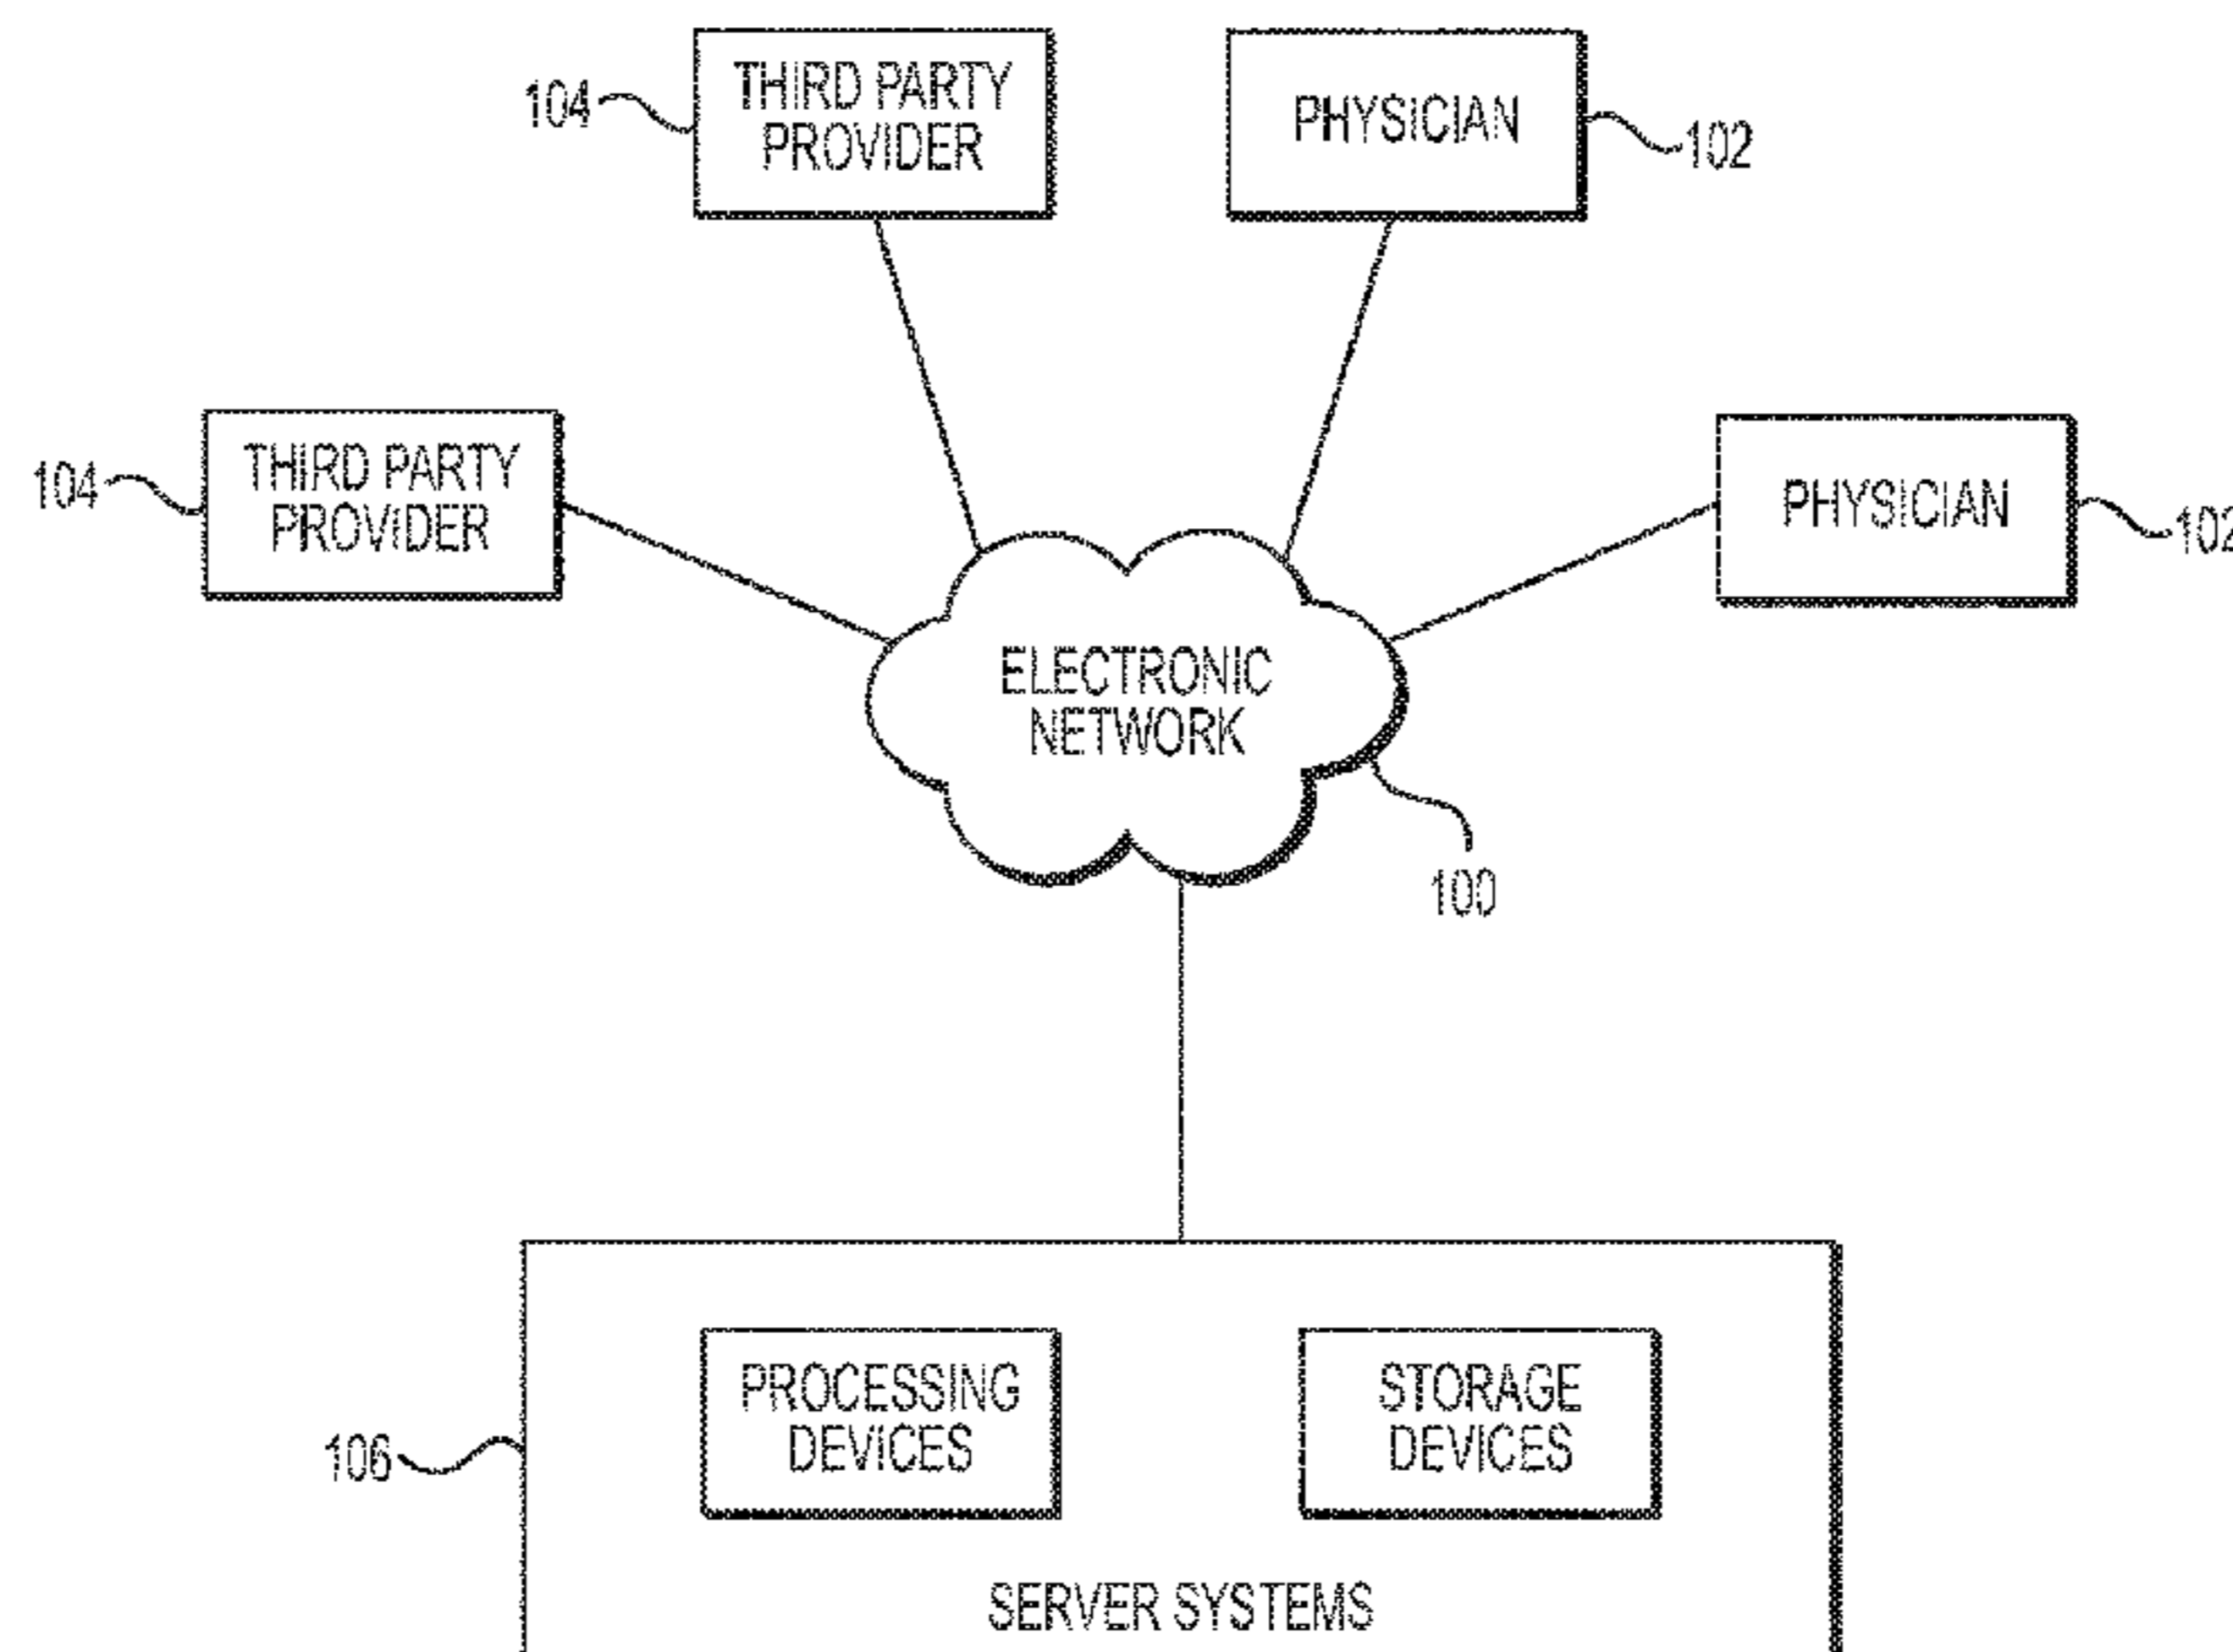 104
THIRD PARTY
PROVIDER
PHYSICIAN
102
104
THIRD PARTY
PROVIDER
PHYSICIAN
102
ELECTRONIC
NETWORK
100
106
PROCESSING
DEVICES
STORAGE
DEVICES
SERVER SYSTEMS